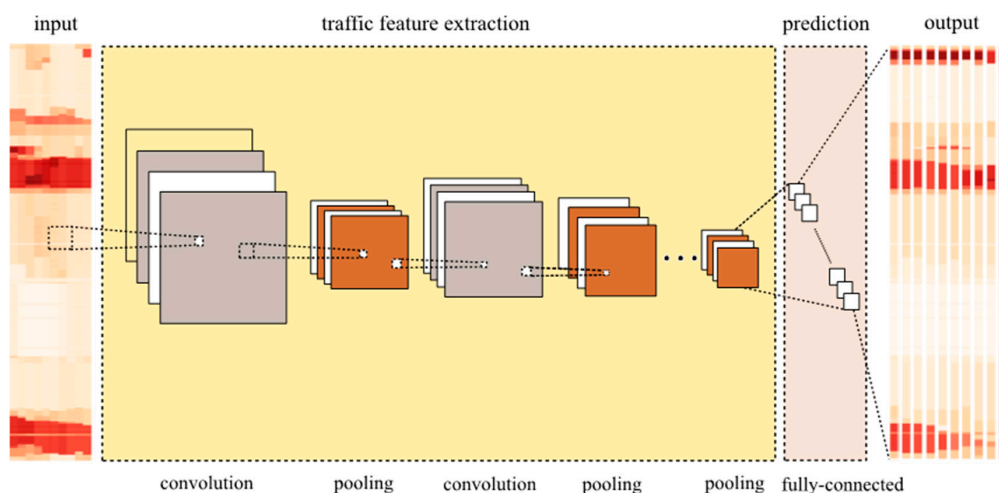 input
traffic feature extraction
prediction
output
convolution
pooling
convolution
pooling
pooling
fully-connected